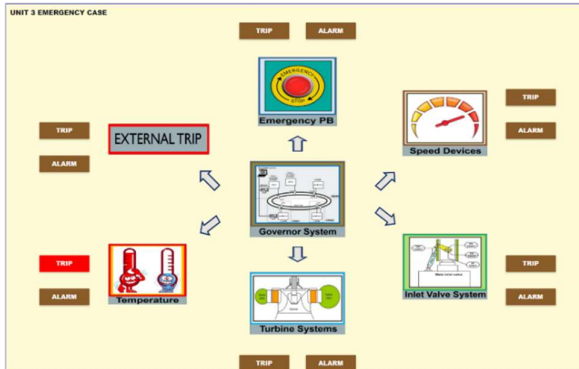 UNIT 3 EMERGENCY CASE
TRIP ALARM
EMERGENCY
STOP
Emergency PB
TRIP
ALARM
EXTERNAL TRIP
TRIP
ALARM
Speed Devices
Governor System
TRIP
ALARM
Temperature
TRIP
ALARM
Inlet Valve System
Turbine Systems
TRIP ALARM